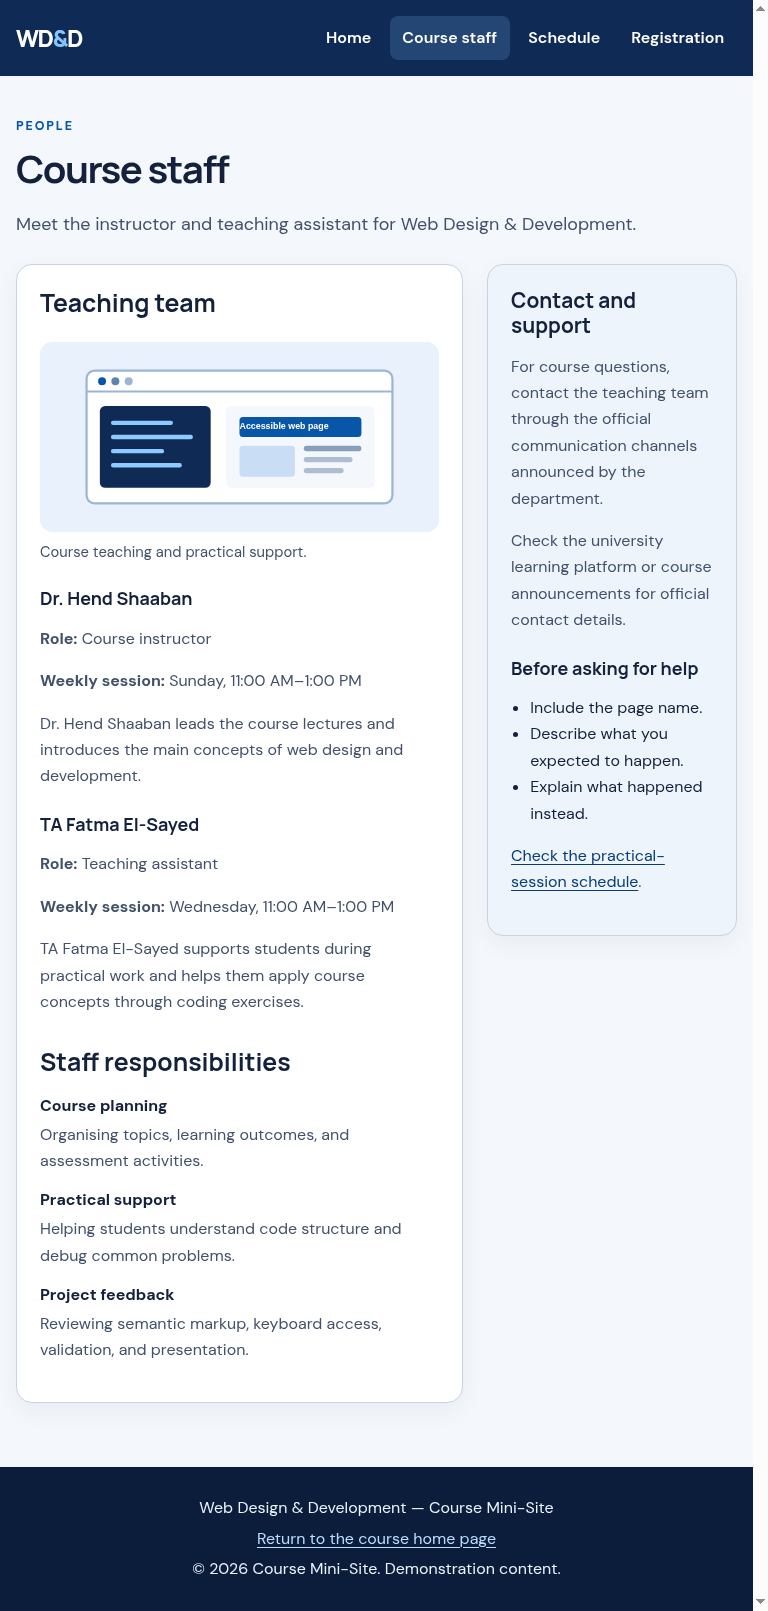 WD&D
Home
Course staff
Schedule
Registration
PEOPLE
Course staff
Meet the instructor and teaching assistant for Web Design & Development.
Teaching team
Accessible web page
Course teaching and practical support.
Dr. Hend Shaaban
Role: Course instructor
Weekly session: Sunday, 11:00 AM–1:00 PM
Dr. Hend Shaaban leads the course lectures and
introduces the main concepts of web design and
development.
TA Fatma El-Sayed
Role: Teaching assistant
Weekly session: Wednesday, 11:00 AM–1:00 PM
TA Fatma El-Sayed supports students during
practical work and helps them apply course
concepts through coding exercises.
Staff responsibilities
Course planning
Organising topics, learning outcomes, and
assessment activities.
Practical support
Helping students understand code structure and
debug common problems.
Project feedback
Reviewing semantic markup, keyboard access,
validation, and presentation.
Contact and
support
For course questions,
contact the teaching team
through the official
communication channels
announced by the
department.
Check the university
learning platform or course
announcements for official
contact details.
Before asking for help
• Include the page name.
• Describe what you
expected to happen.
• Explain what happened
instead.
Check the practical-
session schedule.
Web Design & Development — Course Mini-Site
Return to the course home page
© 2026 Course Mini-Site. Demonstration content.